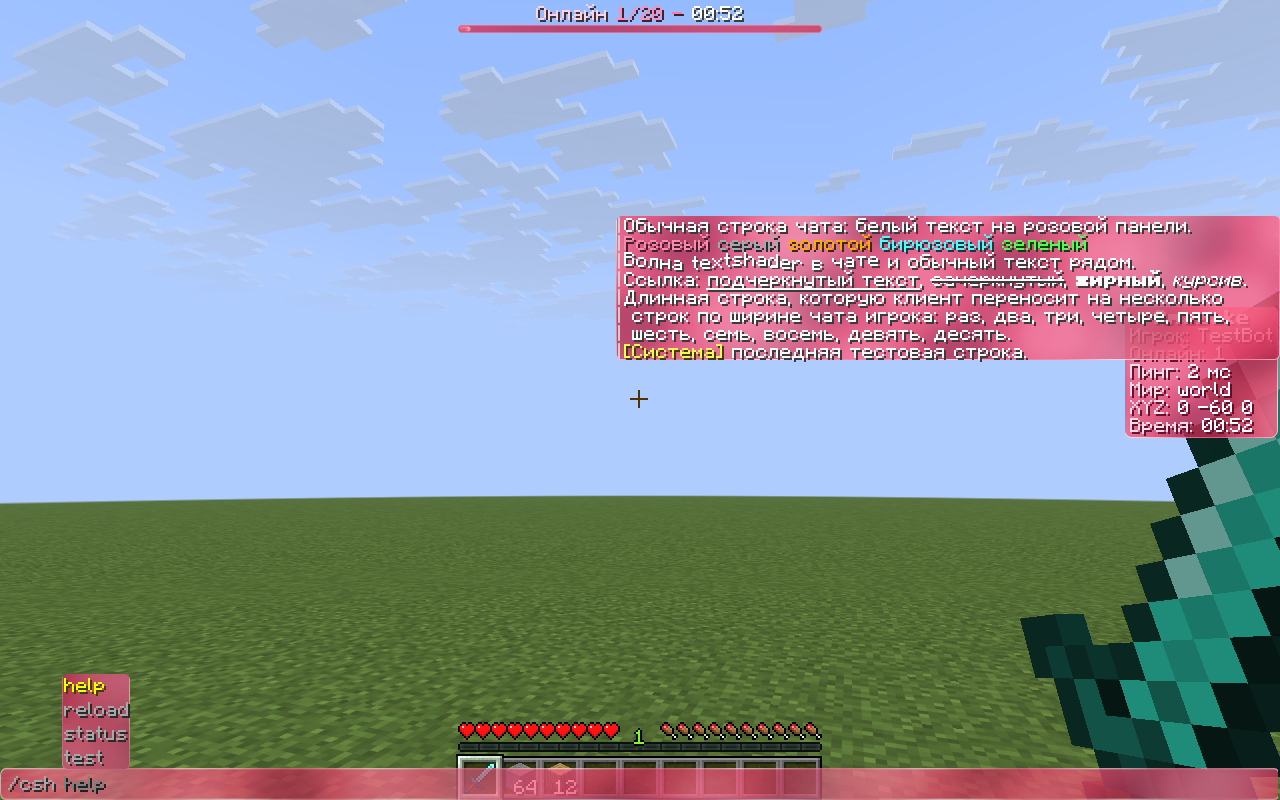 Онлайн 1/20 - 00:52
Обычная строка чата: белый текст на розовой панели.
Розовый серый золотой бирюзовый зеленый
Волна textshader в чате и обычный текст рядом.
Ссылка: подчеркнутый текст, зачеркнутый, жирный, курсив.
Длинная строка, которую клиент переносит на несколько
строк по ширине чата игрока: раз, два, три, четыре, пять,
шесть, семь, восемь, девять, десять.
[Система] последняя тестовая строка.
Игрок: TestBot
Онлайн: 1
Пинг: 2 мс
Мир: world
XYZ: 0 -60 0
Время: 00:52
help
reload
status
test
1
/csh help
64 12